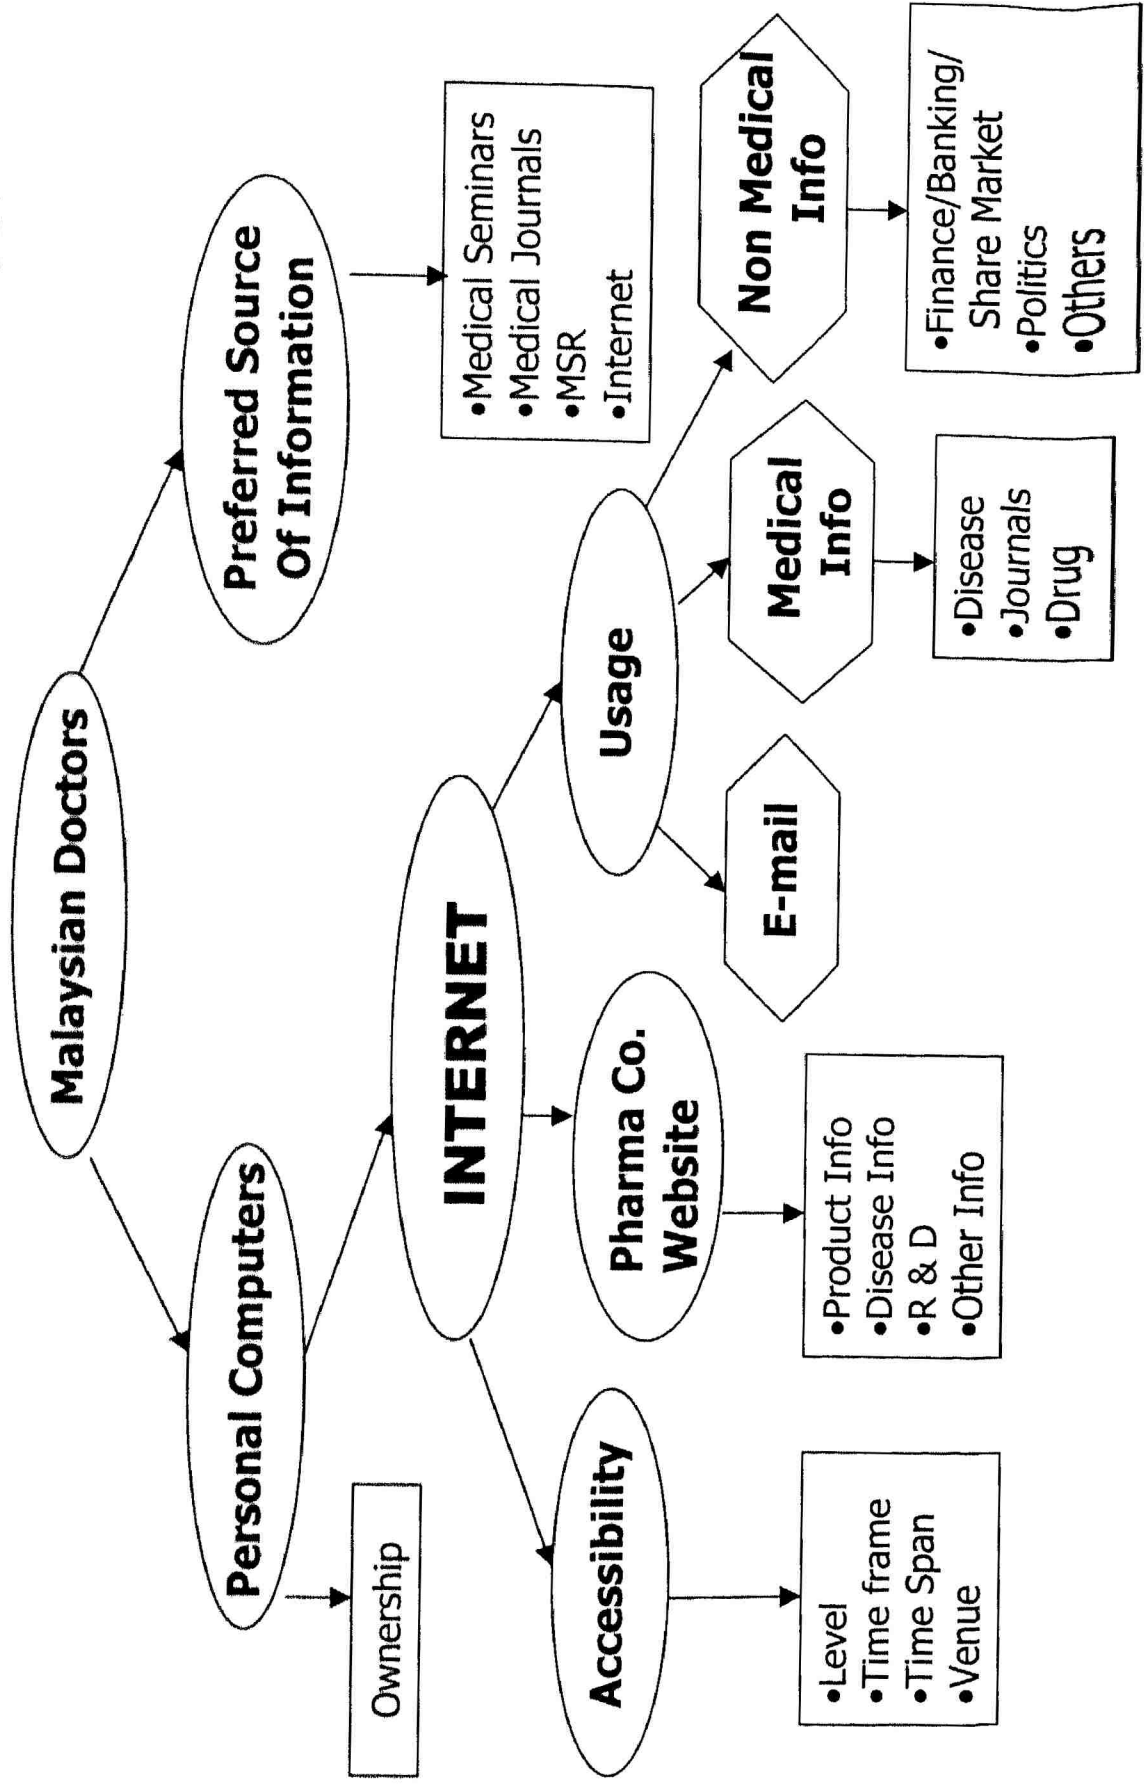 Malaysian Doctors
Personal Computers
Preferred Source
Of Information
Ownership
INTERNET
•Medical Seminars
•Medical Journals
•MSR
•Internet
Accessibility
Pharma Co.
Website
Usage
E-mail
Medical
Info
Non Medical
Info
•Level
•Time frame
•Time Span
•Venue
•Product Info
•Disease Info
•R & D
•Other Info
•Disease
•Journals
•Drug
•Finance/Banking/
Share Market
•Politics
•Others